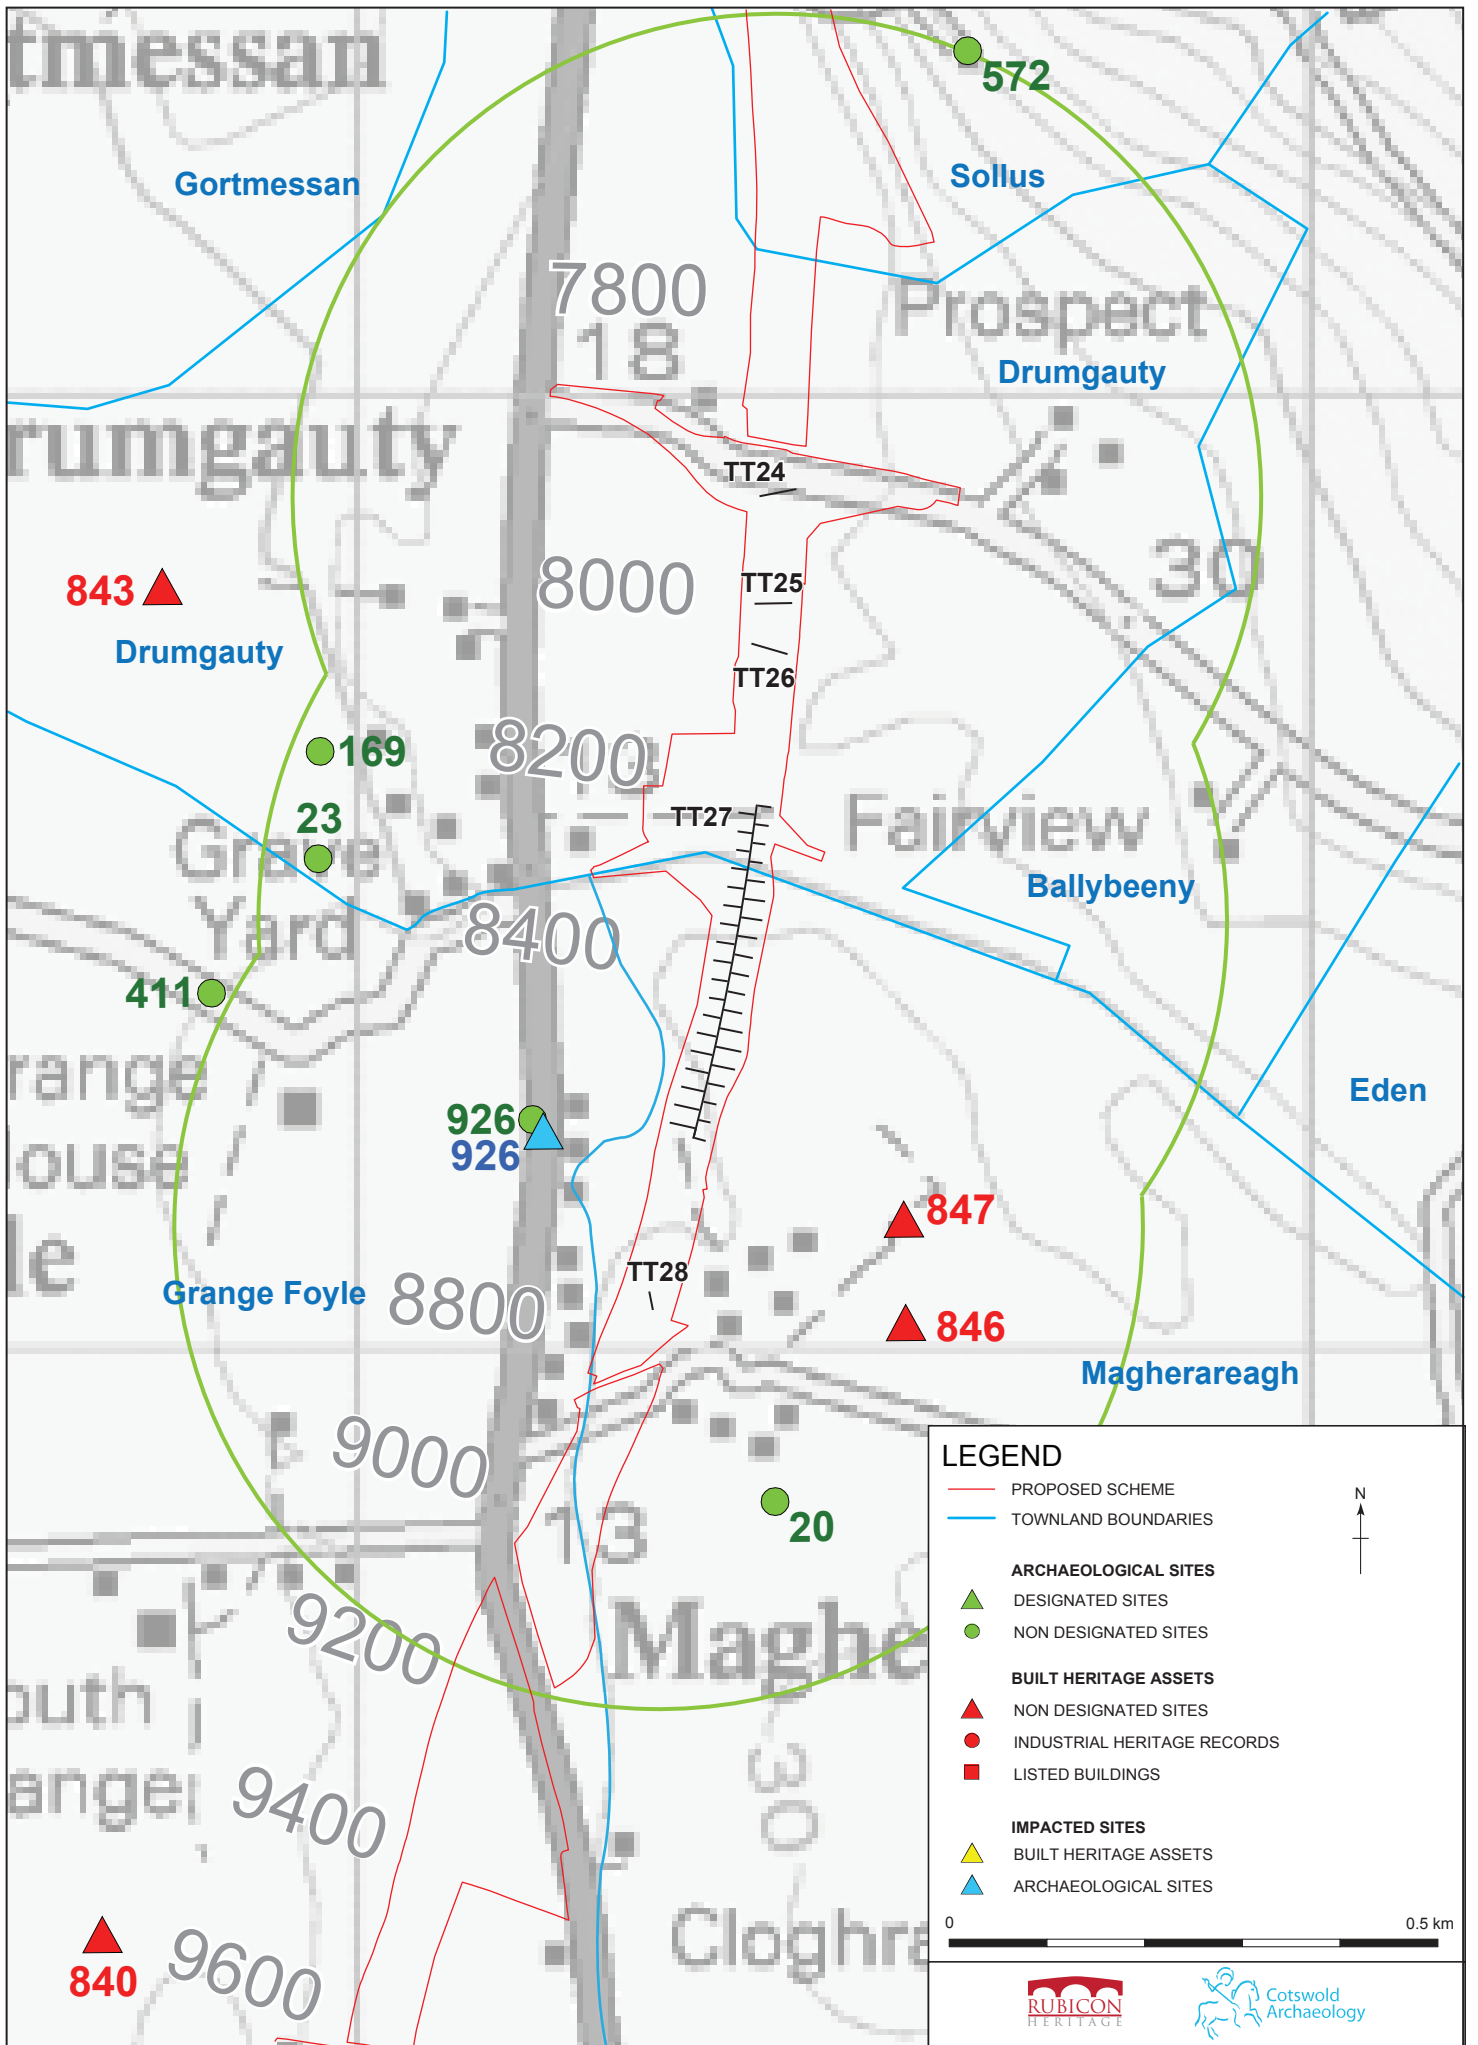 tmessan
572
Gortmessan
Sollus
7800
Prospect
18
Drumgauty
rumgauty
TT24
30
8000
TT25
843
Drumgauty
TT26
169
8200
23
TT27
Fairview
Grave
Yard
Ballybeeny
8400
411
range
Eden
926
926
ouse
847
le
TT28
Grange Foyle
8800
846
Magherareagh
9000
20
13
9200
Maghe
outh
ange
30
9400
Cloghra
840
9600
LEGEND
PROPOSED SCHEME
TOWNLAND BOUNDARIES
N
ARCHAEOLOGICAL SITES
DESIGNATED SITES
NON DESIGNATED SITES
BUILT HERITAGE ASSETS
NON DESIGNATED SITES
INDUSTRIAL HERITAGE RECORDS
LISTED BUILDINGS
IMPACTED SITES
BUILT HERITAGE ASSETS
ARCHAEOLOGICAL SITES
0 0.5 km
RUBICON
HERITAGE
Cotswold
Archaeology